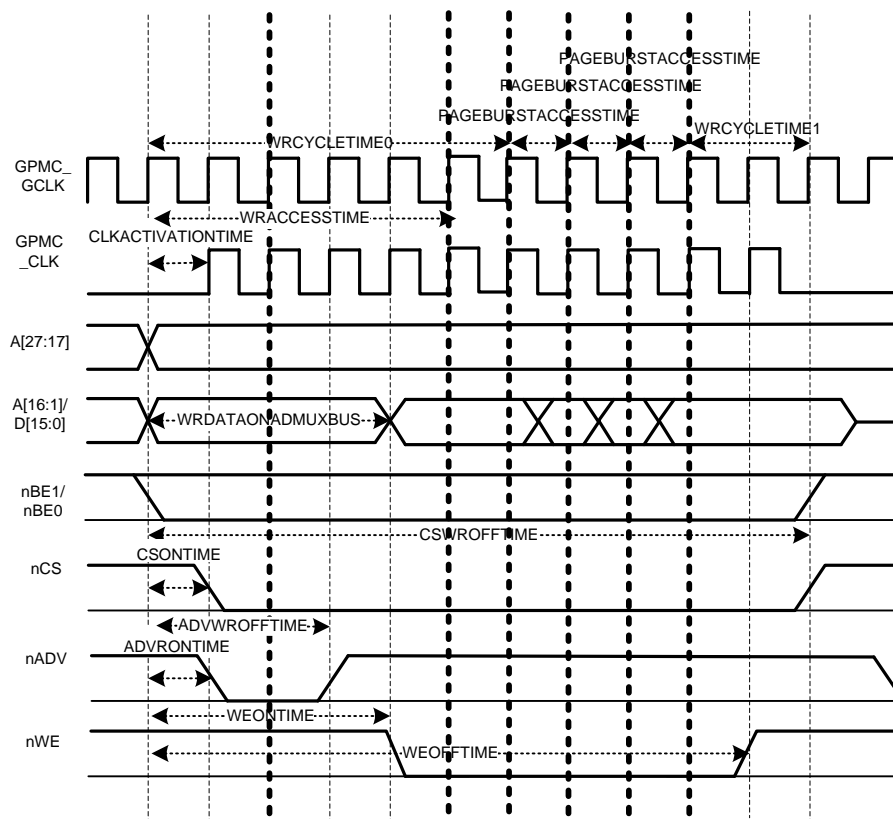 PAGEBURSTACCESSTIME
PAGEBURSTACCESSTIME
PAGEBURSTACCESSTIME
WRCYCLETIME0
WRCYCLETIME1
GPMC_
GCLK
WRACCESSTIME
CLKACTIVATIONTIME
GPMC
_CLK
A[27:17]
A[16:1]/
D[15:0]
WRDATAONADMUXBUS
nBE1/
nBE0
CSWROFFTIME
CSONTIME
nCS
ADVWROFFTIME
ADVRONTIME
nADV
WEONTIME
nWE
WEOFFTIME